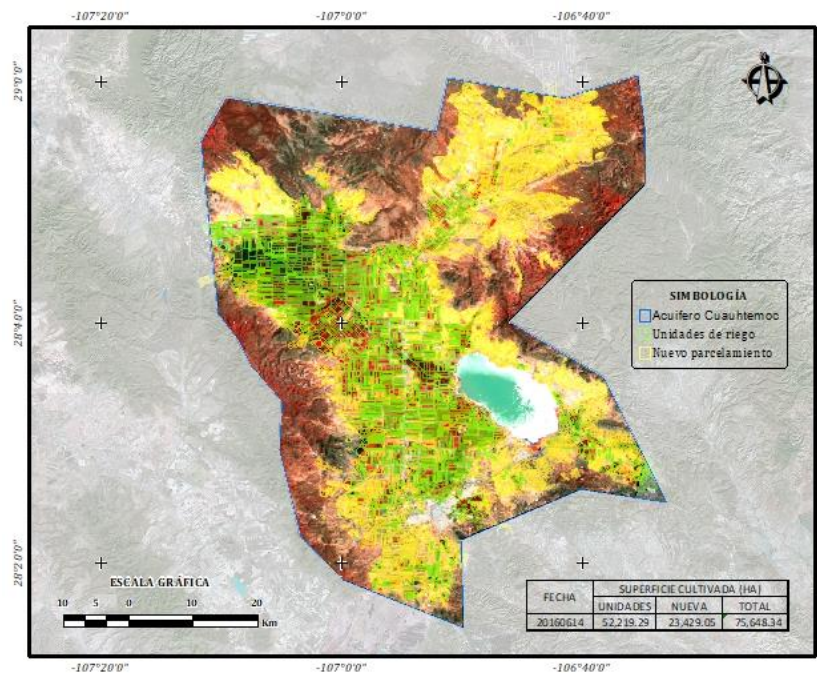 -107°20'0"
-107°0'0"
-106°40'0"
29°0'0"
28°40'0"
28°20'0"
SIMBOLOGÍA
Acuifero Cuauhtemoc
Unidades de riego
Nuevo parcelamiento
ESCALA GRÁFICA
10 5 0 10 20
Km
FECHA
SUPERFICIE CULTIVADA (HA)
UNIDADES NUEVA TOTAL
20160614 52,219.29 23,429.05 75,648.34
-107°20'0"
-107°0'0"
-106°40'0"